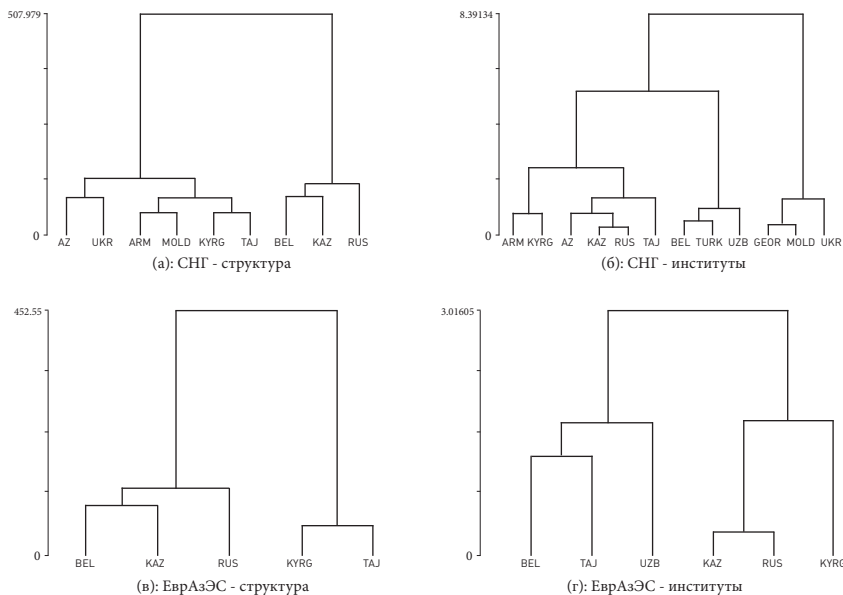 507.979
0
AZ UKR ARM MOLD KYRG TAJ BEL KAZ RUS
(а): СНГ - структура
8.39134
0
ARM KYRG AZ KAZ RUS TAJ BEL TURK UZB GEOR MOLD UKR
(б): СНГ - институты
452.55
0
BEL KAZ RUS KYRG TAJ
(в): ЕврАзЭС - структура
3.01605
0
BEL TAJ UZB KAZ RUS KYRG
(г): ЕврАзЭС - институты